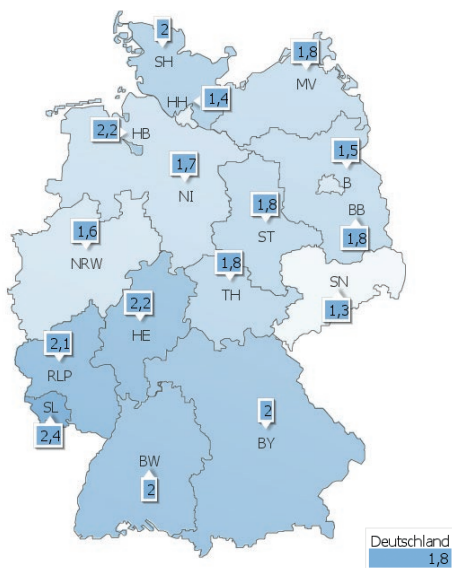 2
SH
1,8
MV
HH
1,4
2,2
HB
1,5
1,7
NI
B
1,8
ST
BB
1,8
1,6
NRW
1,8
TH
SN
1,3
2,2
HE
2,1
RLP
SL
2,4
2
BY
BW
2
Deutschland
1,8